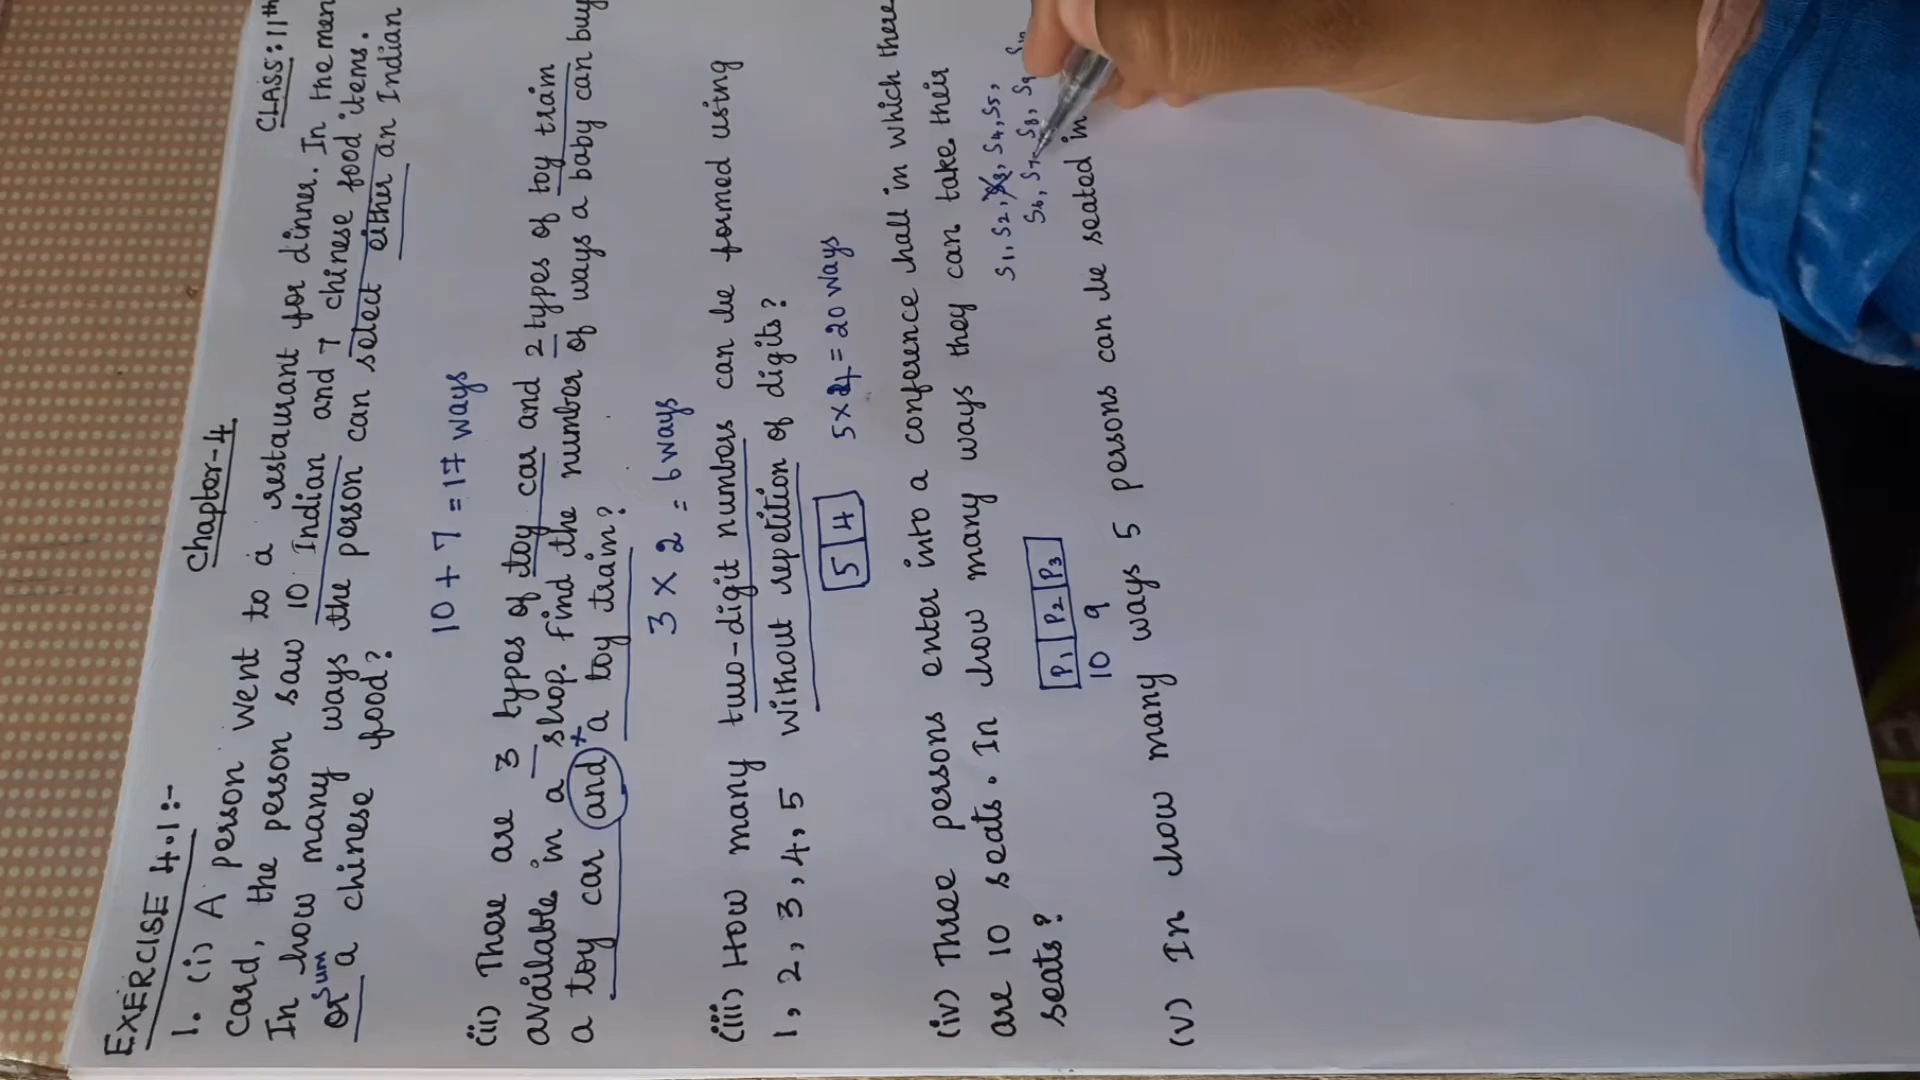 Chapter-4
CLASS: 11th
EXERCISE 4.1:-
1. (i) A person went to a restaurant for dinner. In the men
card, the person saw 10 Indian and 7 chinese food items.
In how many ways the person can select either an Indian
or a chinese food?
sum
10 + 7 = 17 ways
(ii) There are 3 types of toy car and 2 types of toy train
available in a shop. Find the number of ways a baby can buy
a toy car and a toy train?
3 × 2 = 6 ways
(iii) How many two-digit numbers can be formed using
1, 2, 3, 4, 5 without repetition of digits?
5 4
5 × 4 = 20 ways
(iv) Three persons enter into a conference hall in which there
are 10 seats. In how many ways they can take their
seats?
P1 P2 P3
10 9
S1, S2, S3, S4, S5,
S6, S7, S8, S9, S10
(v) In how many ways 5 persons can be seated in